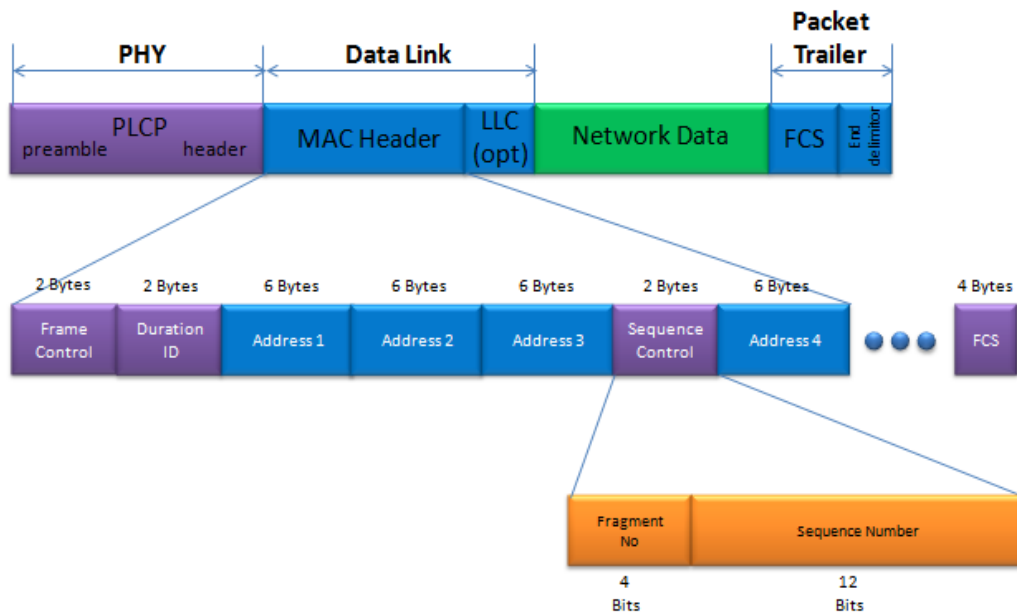 PHY
Data Link
Packet
Trailer
PLCP
preamble header
MAC Header
LLC
(opt)
Network Data
FCS
End
delimitor
2 Bytes 2 Bytes 6 Bytes 6 Bytes 6 Bytes 2 Bytes 6 Bytes 4 Bytes
Frame
Control
Duration
ID
Address 1
Address 2
Address 3
Sequence
Control
Address 4
FCS
Fragment
No
Sequence Number
4
Bits
12
Bits